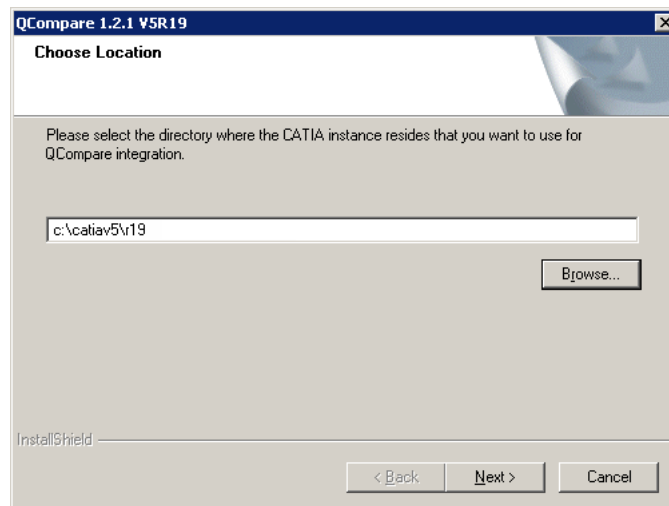 QCompare 1.2.1 V5R19
Choose Location
Please select the directory where the CATIA instance resides that you want to use for
QCompare integration.
c:\catiav5\r19
Browse...
InstallShield
< Back Next > Cancel